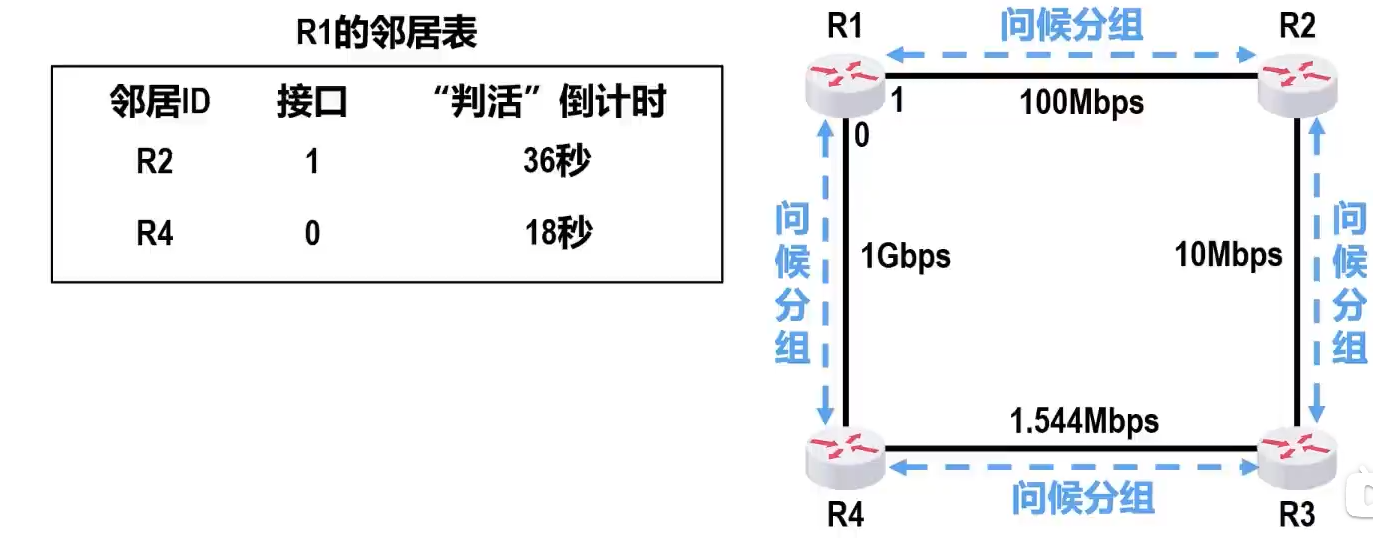 R1的邻居表
邻居ID 接口 “判活”倒计时
R2 1 36秒
R4 0 18秒
R1 问候分组 R2
1 100Mbps
0
问候分组
1Gbps
10Mbps
问候分组
1.544Mbps
问候分组
R4 R3